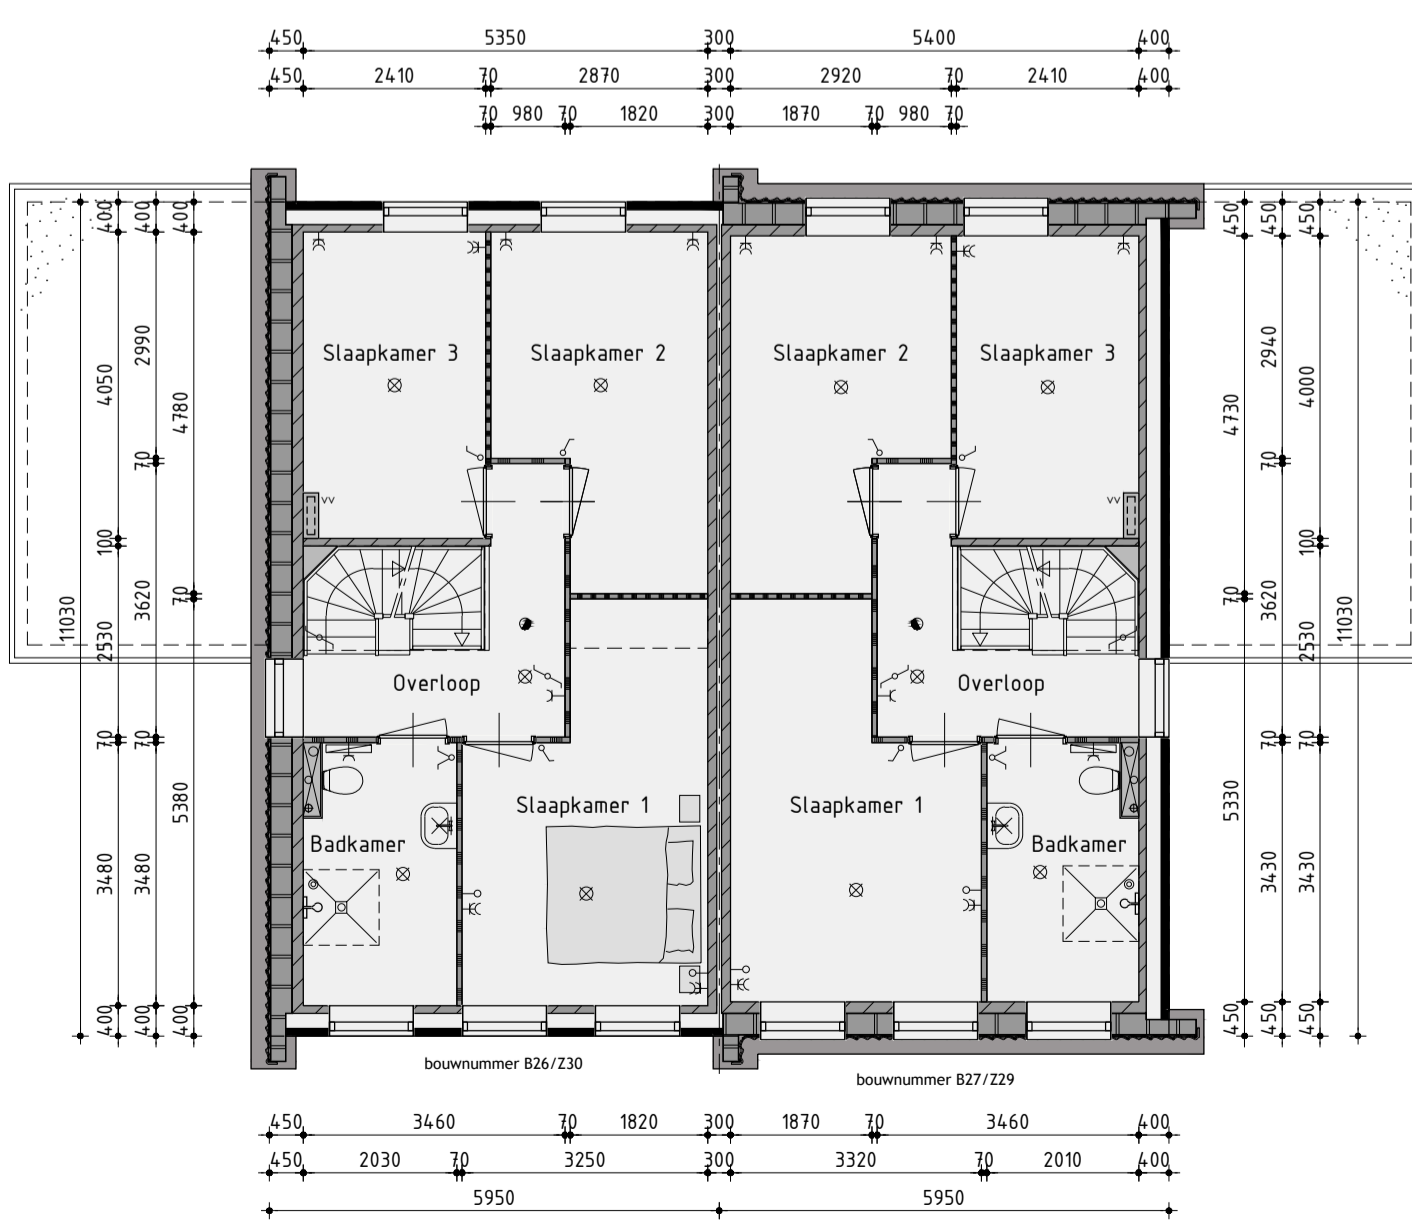 450 5350 300 5400 400
450 2410 70 2870 300 2920 70 2410 400
70 980 70 1820 300 1870 70 980 70
400 400 400 450 450 450
2990 2940
4050 4000
4780 4730
Slaapkamer 3 Slaapkamer 2 Slaapkamer 2 Slaapkamer 3
70 70
vv vv
100 100
3620 3620
70 70
11030 11030
2530 2530
Overloop Overloop
70 70 70 70
5380 5330
Slaapkamer 1 Slaapkamer 1
Badkamer Badkamer
3480 3480 3430 3430
400 400 400 450 450 450
bouwnummer B26/Z30
bouwnummer B27/Z29
450 3460 70 1820 300 1870 70 3460 400
450 2030 70 3250 300 3320 70 2010 400
5950 5950